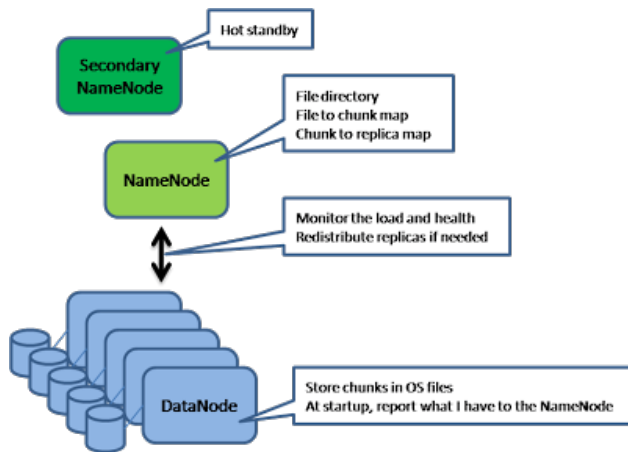 Hot standby
Secondary
NameNode
File directory
File to chunk map
Chunk to replica map
NameNode
Monitor the load and health
Redistribute replicas if needed
DataNode
Store chunks in OS files
At startup, report what I have to the NameNode